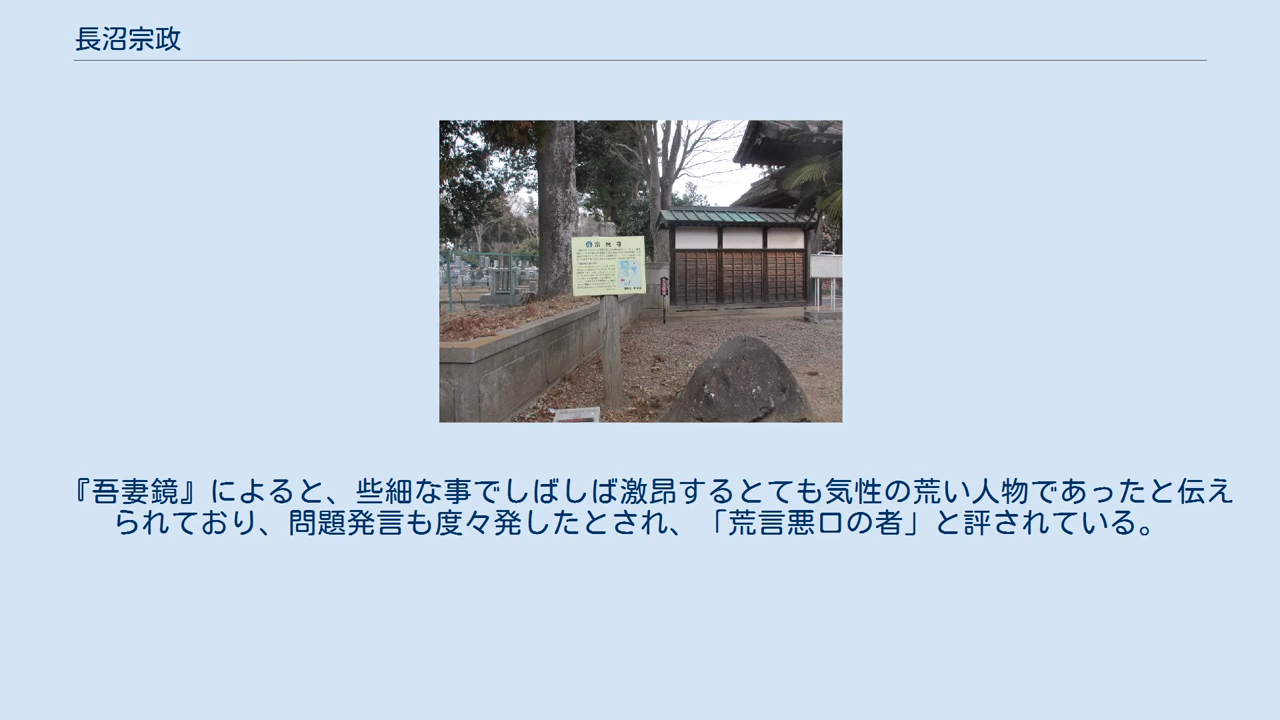 長沼宗政
『吾妻鏡』によると、些細な事でしばしば激昂するとても気性の荒い人物であったと伝え
られており、問題発言も度々発したとされ、「荒言悪口の者」と評されている。